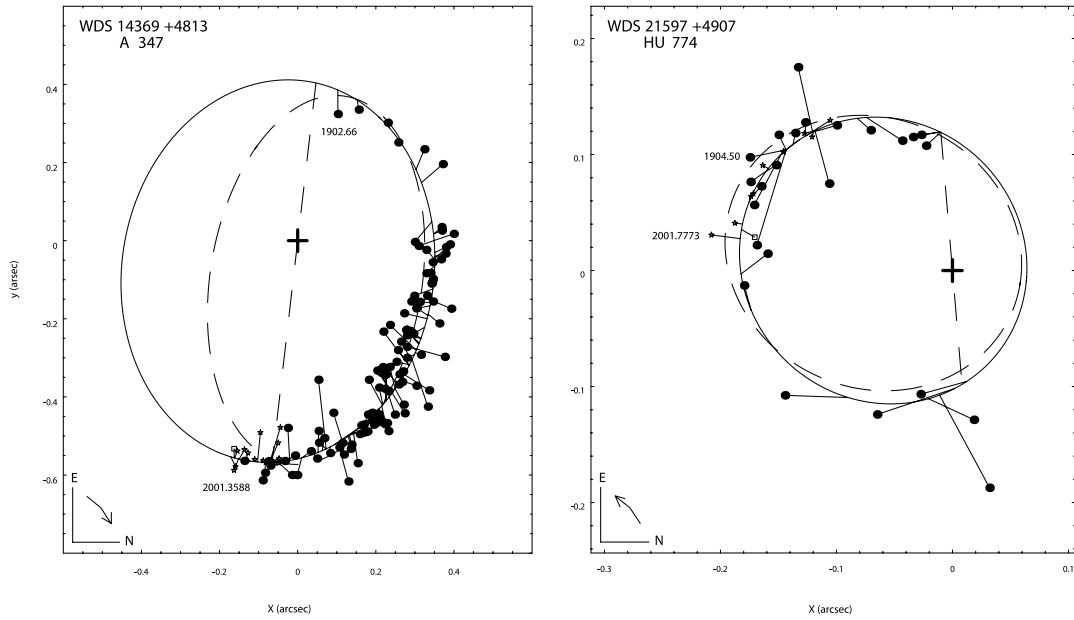 WDS 14369 +4813
A 347
0.4
0.2
0
-0.2
-0.4
-0.6
y (arcsec)
1902.66
2001.3588
E
N
-0.4
-0.2
0
0.2
0.4
X (arcsec)
WDS 21597 +4907
HU 774
0.2
0.1
0
-0.1
-0.2
1904.50
2001.7773
E
N
-0.3
-0.2
-0.1
0
0.1
X (arcsec)